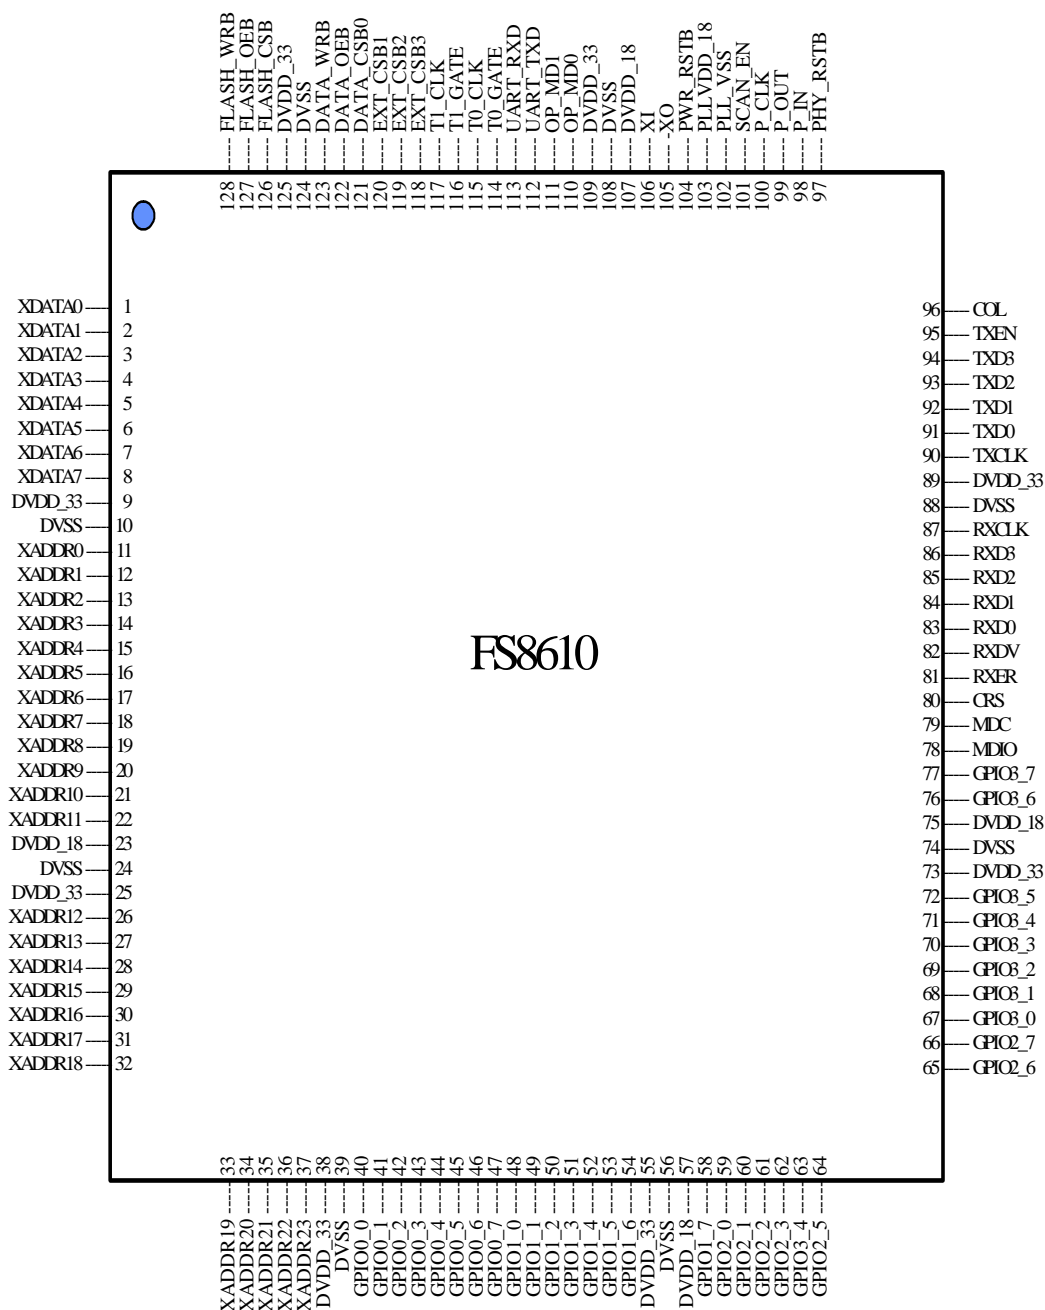 128 FLASH_WRB
127 FLASH_OEB
126 FLASH_CSB
125 DVDD_33
124 DVSS
123 DATA_WRB
122 DATA_OEB
121 DATA_CSB0
120 EXT_CSB1
119 EXT_CSB2
118 EXT_CSB3
117 T1_CLK
116 T1_GATE
115 T0_CLK
114 T0_GATE
113 UART_RXD
112 UART_TXD
111 OP_MD1
110 OP_MD0
109 DVDD_33
108 DVSS
107 DVDD_18
106 XI
105 XO
104 PWR_RSTB
103 PLLVDD_18
102 PLL_VSS
101 SCAN_EN
100 P_CLK
99 P_OUT
98 P_IN
97 PHY_RSTB
XDATA0 1
XDATA1 2
XDATA2 3
XDATA3 4
XDATA4 5
XDATA5 6
XDATA6 7
XDATA7 8
DVDD_33 9
DVSS 10
XADDR0 11
XADDR1 12
XADDR2 13
XADDR3 14
XADDR4 15
XADDR5 16
XADDR6 17
XADDR7 18
XADDR8 19
XADDR9 20
XADDR10 21
XADDR11 22
DVDD_18 23
DVSS 24
DVDD_33 25
XADDR12 26
XADDR13 27
XADDR14 28
XADDR15 29
XADDR16 30
XADDR17 31
XADDR18 32
FS8610
96 COL
95 TXEN
94 TXD3
93 TXD2
92 TXD1
91 TXD0
90 TXCLK
89 DVDD_33
88 DVSS
87 RXCLK
86 RXD3
85 RXD2
84 RXD1
83 RXD0
82 RXDV
81 RXER
80 CRS
79 MDC
78 MDIO
77 GPIO3_7
76 GPIO3_6
75 DVDD_18
74 DVSS
73 DVDD_33
72 GPIO3_5
71 GPIO3_4
70 GPIO3_3
69 GPIO3_2
68 GPIO3_1
67 GPIO3_0
66 GPIO2_7
65 GPIO2_6
XADDR19 33
XADDR20 34
XADDR21 35
XADDR22 36
XADDR23 37
DVDD_33 38
DVSS 39
GPIO0_0 40
GPIO0_1 41
GPIO0_2 42
GPIO0_3 43
GPIO0_4 44
GPIO0_5 45
GPIO0_6 46
GPIO0_7 47
GPIO1_0 48
GPIO1_1 49
GPIO1_2 50
GPIO1_3 51
GPIO1_4 52
GPIO1_5 53
GPIO1_6 54
DVDD_33 55
DVSS 56
DVDD_18 57
GPIO1_7 58
GPIO2_0 59
GPIO2_1 60
GPIO2_2 61
GPIO2_3 62
GPIO3_4 63
GPIO2_5 64